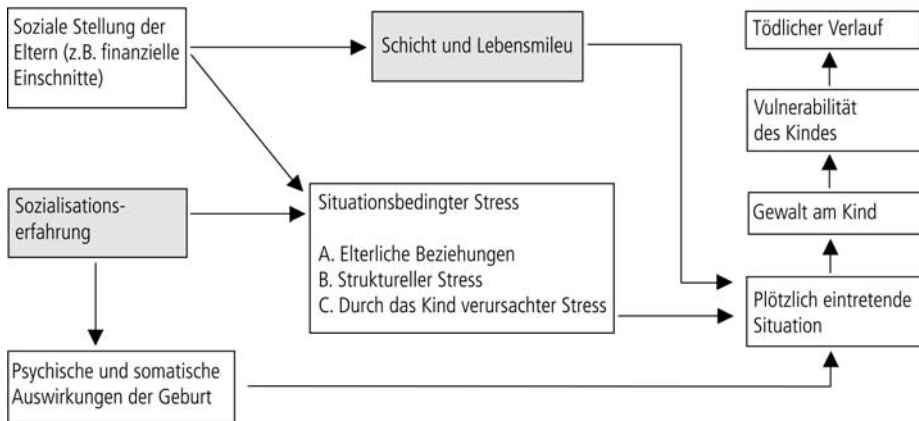 Soziale Stellung der
Eltern (z.B. finanzielle
Einschnitte)
Schicht und Lebensmileu
Tödlicher Verlauf
Vulnerabilität
des Kindes
Sozialisations-
erfahrung
Situationsbedingter Stress
A. Elterliche Beziehungen
B. Struktureller Stress
C. Durch das Kind verursachter Stress
Gewalt am Kind
Plötzlich eintretende
Situation
Psychische und somatische
Auswirkungen der Geburt